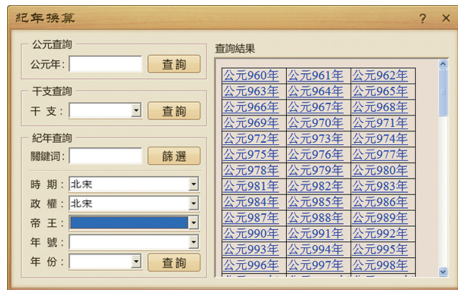 紀年換算 ? ×
公元查詢
公元年: 查詢
干支查詢
干 支: 查詢
紀年查詢
關鍵词: 篩選
時 期: 北宋
政 權: 北宋
帝 王:
年 號:
年 份: 查詢
查詢結果
公元960年 公元961年 公元962年
公元963年 公元964年 公元965年
公元966年 公元967年 公元968年
公元969年 公元970年 公元971年
公元972年 公元973年 公元974年
公元975年 公元976年 公元977年
公元978年 公元979年 公元980年
公元981年 公元982年 公元983年
公元984年 公元985年 公元986年
公元987年 公元988年 公元989年
公元990年 公元991年 公元992年
公元993年 公元994年 公元995年
公元996年 公元997年 公元998年